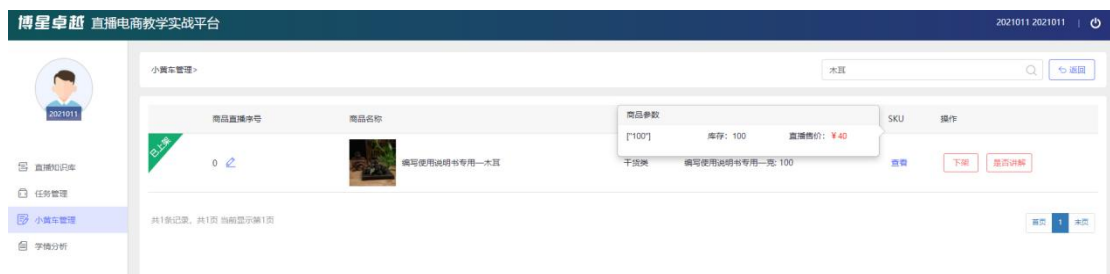 博星卓越 直播电商教学实战平台
2021011 2021011
2021011
小黄车管理>
木耳
返回
商品直播序号
商品名称
商品参数
SKU
操作
["100"]
库存：100
直播售价：￥40
已上架
0
编写使用说明书专用—木耳
干货类
编写使用说明书专用—克: 100
查看
下架
是否讲解
直播知识库
任务管理
小黄车管理
学情分析
共1条记录，共1页 当前显示第1页
首页
1
末页